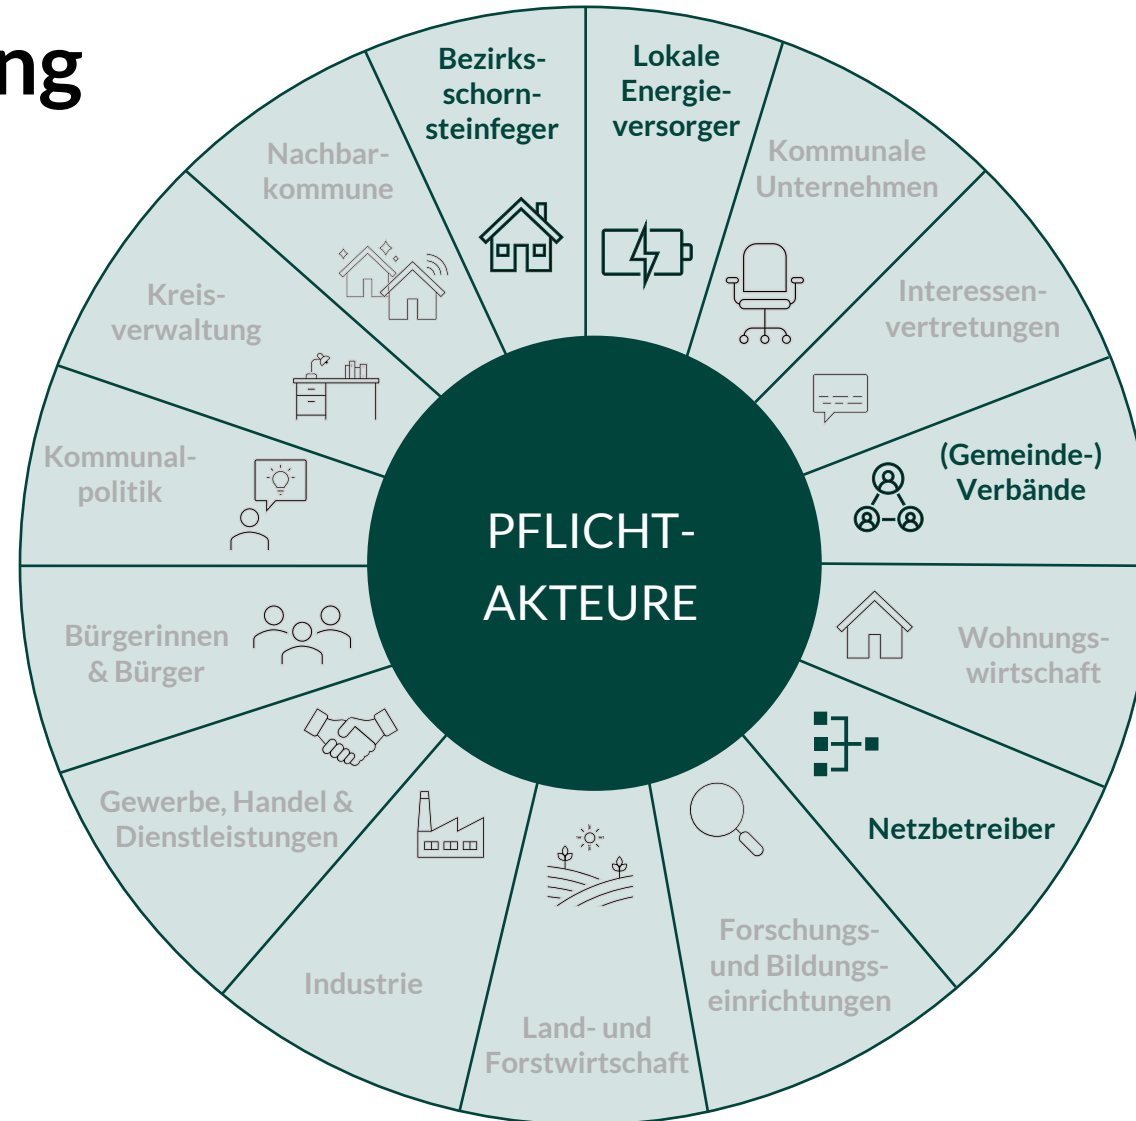 ng
Bezirks-
schorn-
steinfeger
Lokale
Energie-
versorger
Kommunale
Unternehmen
Interessen-
vertretungen
(Gemeinde-)
Verbände
Wohnungs-
wirtschaft
Netzbetreiber
Forschungs-
und Bildungs-
einrichtungen
Land- und
Forstwirtschaft
Industrie
Gewerbe, Handel &
Dienstleistungen
Bürgerinnen
& Bürger
Kommunal-
politik
Kreis-
verwaltung
Nachbar-
kommune
PFLICHT-
AKTEURE